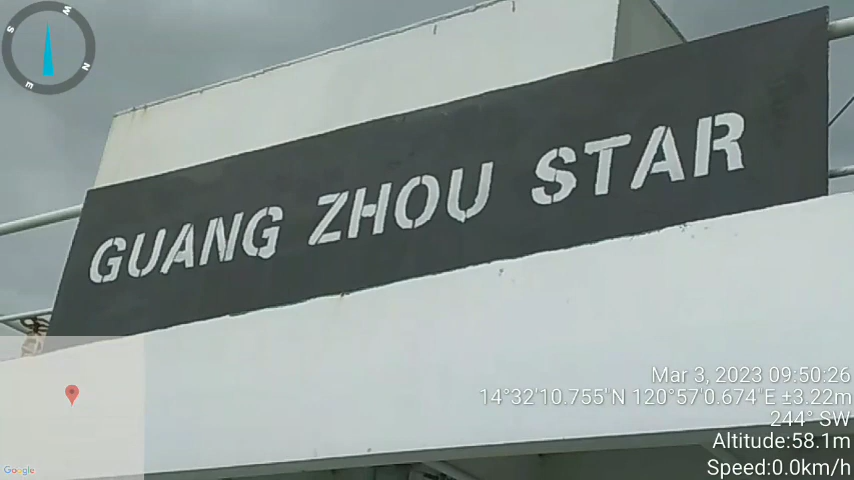 W
S
N
E
GUANG ZHOU STAR
Mar 3, 2023 09:50:26
14°32'10.755"N 120°57'0.674"E ±3.22m
244° SW
Altitude:58.1m
Speed:0.0km/h
Google